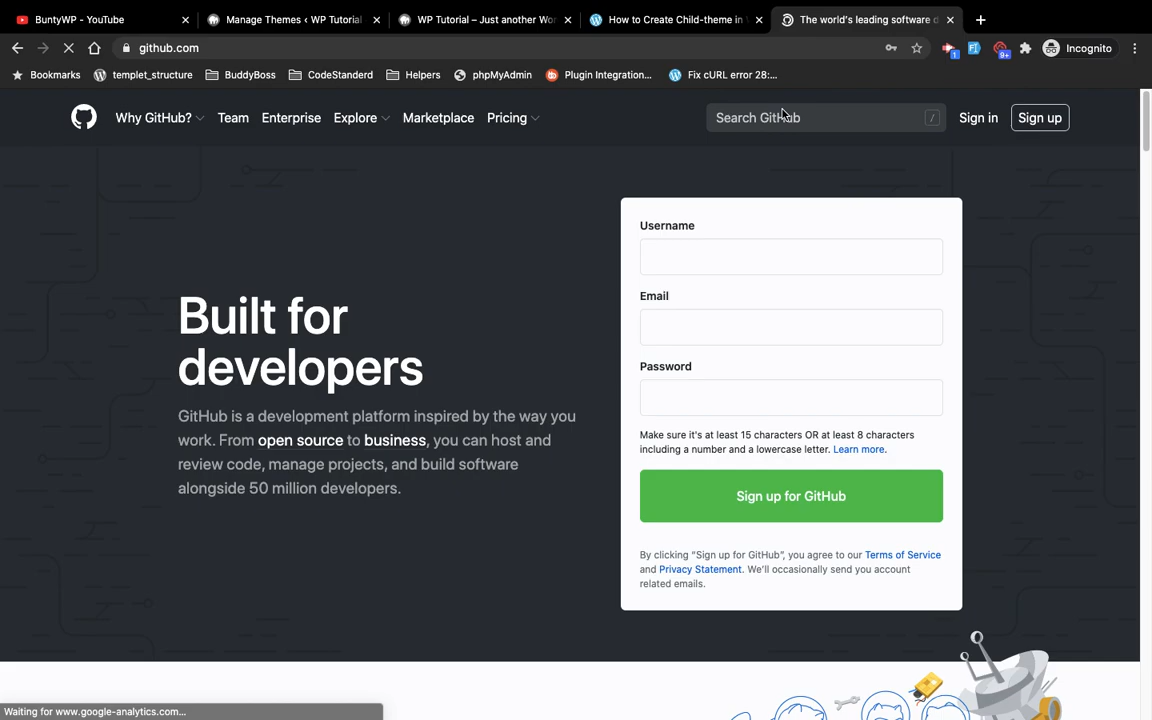 BuntyWP - YouTube
Manage Themes ‹ WP Tutorial
WP Tutorial – Just another Wo
How to Create Child-theme in
The world's leading software d
github.com
Incognito
1
9+
Bookmarks
templet_structure
BuddyBoss
CodeStanderd
Helpers
phpMyAdmin
Plugin Integration...
Fix cURL error 28:...
Why GitHub?
Team
Enterprise
Explore
Marketplace
Pricing
Search GitHub
/
Sign in
Sign up
Built for
developers
GitHub is a development platform inspired by the way you
work. From open source to business, you can host and
review code, manage projects, and build software
alongside 50 million developers.
Username
Email
Password
Make sure it's at least 15 characters OR at least 8 characters
including a number and a lowercase letter. Learn more.
Sign up for GitHub
By clicking “Sign up for GitHub”, you agree to our Terms of Service
and Privacy Statement. We'll occasionally send you account
related emails.
Waiting for www.google-analytics.com...